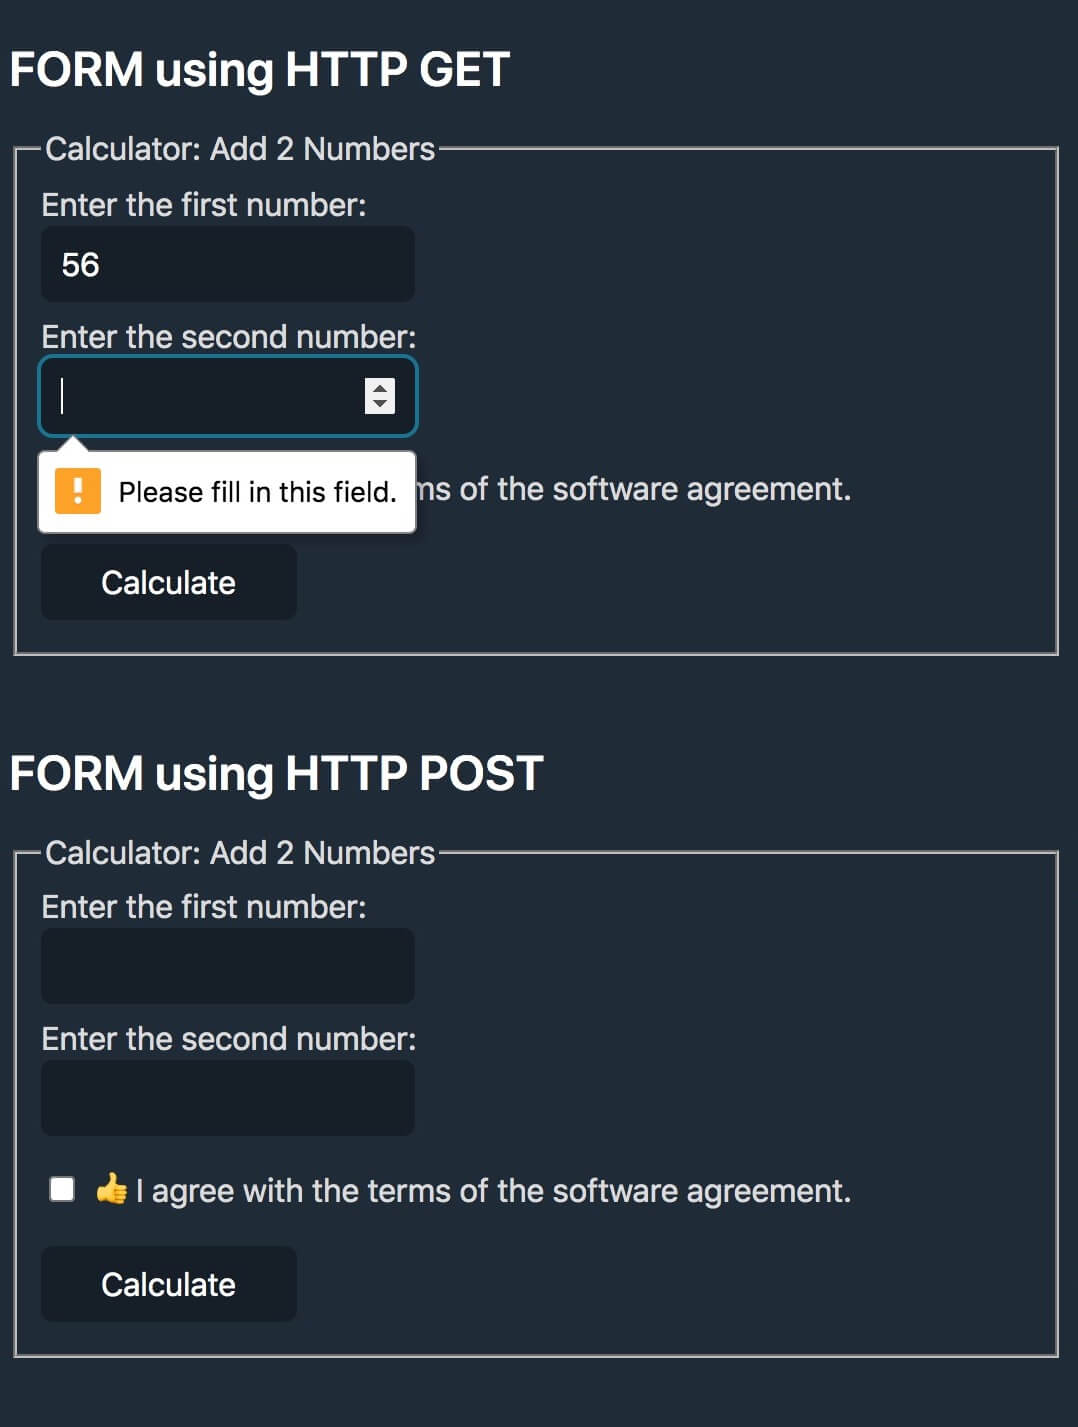 FORM using HTTP GET
Calculator: Add 2 Numbers
Enter the first number:
56
Enter the second number:
Please fill in this field.
ms of the software agreement.
Calculate
FORM using HTTP POST
Calculator: Add 2 Numbers
Enter the first number:
Enter the second number:
👍 I agree with the terms of the software agreement.
Calculate